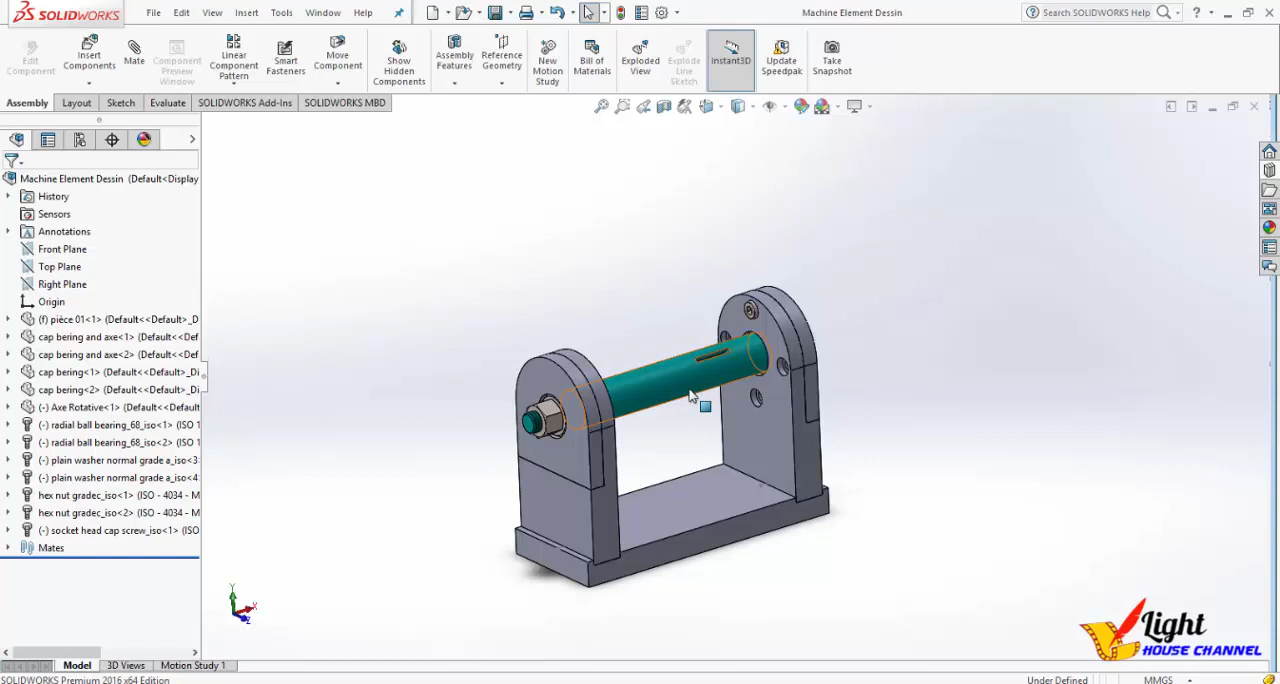 SOLIDWORKS File Edit View Insert Tools Window Help Machine Element Dessin Search SOLIDWORKS Help
Edit Component
Insert Components
Mate
Component Preview Window
Linear Component Pattern
Smart Fasteners
Move Component
Show Hidden Components
Assembly Features
Reference Geometry
New Motion Study
Bill of Materials
Exploded View
Explode Line Sketch
Instant3D
Update Speedpak
Take Snapshot
Assembly Layout Sketch Evaluate SOLIDWORKS Add-Ins SOLIDWORKS MBD
Machine Element Dessin (Default<Display
History
Sensors
Annotations
Front Plane
Top Plane
Right Plane
Origin
(f) pièce 01<1> (Default<<Default>_D
cap bering and axe<1> (Default<<Def
cap bering and axe<2> (Default<<Def
cap bering<1> (Default<<Default>_Di
cap bering<2> (Default<<Default>_Di
(-) Axe Rotative<1> (Default<<Defaul
(-) radial ball bearing_68_iso<1> (ISO 1
(-) radial ball bearing_68_iso<2> (ISO 1
(-) plain washer normal grade a_iso<3
(-) plain washer normal grade a_iso<4
hex nut gradec_iso<1> (ISO - 4034 - M
hex nut gradec_iso<2> (ISO - 4034 - M
(-) socket head cap screw_iso<1> (ISO
Mates
Y
X
Z
Light
HOUSE CHANNEL
Model 3D Views Motion Study 1
SOLIDWORKS Premium 2016 x64 Edition Under Defined MMGS